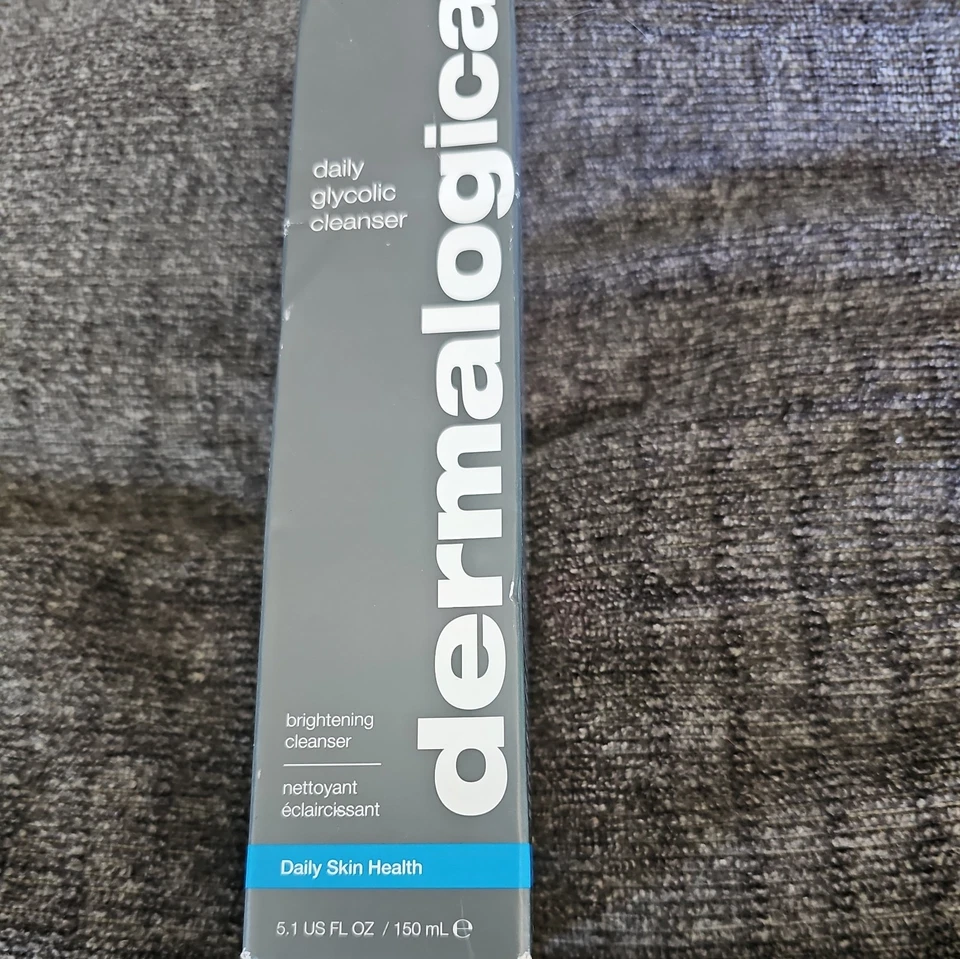 daily
glycolic
cleanser
dermalogica
brightening
cleanser
nettoyant
éclaircissant
Daily Skin Health
5.1 US FL OZ / 150 mL ℮